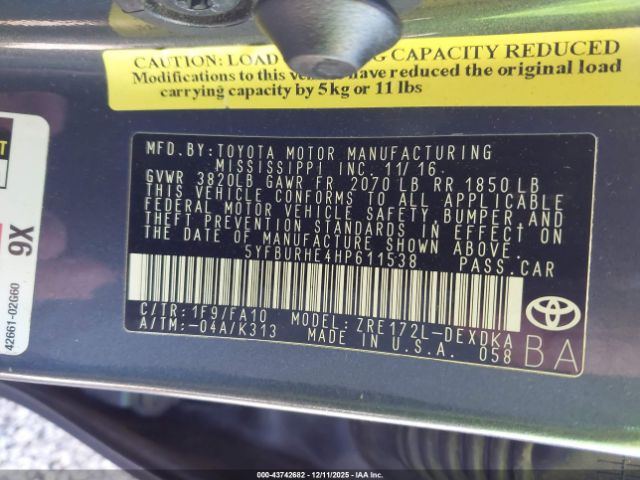 CAUTION: LOAD CAPACITY REDUCED
Modifications to this have reduced the original load
carrying capacity by 5kg or 11 lbs
MFD.BY: TOYOTA MOTOR MANUFACTURING
MISSISSIPPI INC. 11/16
GVWR 3820LB GAWR FR 2070 LB RR 1850 LB
THIS VEHICLE CONFORMS TO ALL APPLICABLE
FEDERAL MOTOR VEHICLE SAFETY, BUMPER, AND
THEFT PREVENTION STANDARDS IN EFFECT ON
THE DATE OF MANUFACTURE SHOWN ABOVE.
5YFBURHE4HP611538 PASS.CAR
C/TR: 1F9/FA10 MODEL: ZRE172L-DEXDKA
A/TM:-04A/K313 MADE IN U.S.A. 058
TOYOTA
BA
9X
42661-02G60
000-43742682 - 12/11/2025 - IAA Inc.